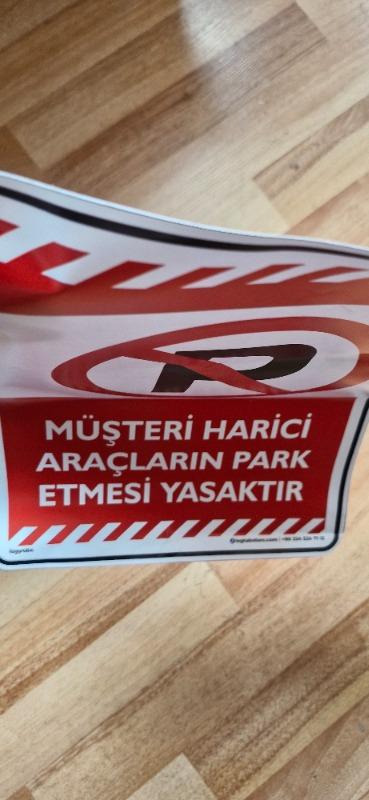 P
MÜŞTERİ HARİCİ
ARAÇLARIN PARK
ETMESİ YASAKTIR